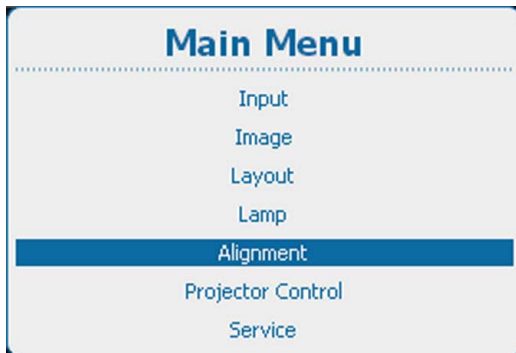 Main Menu
Input
Image
Layout
Lamp
Alignment
Projector Control
Service